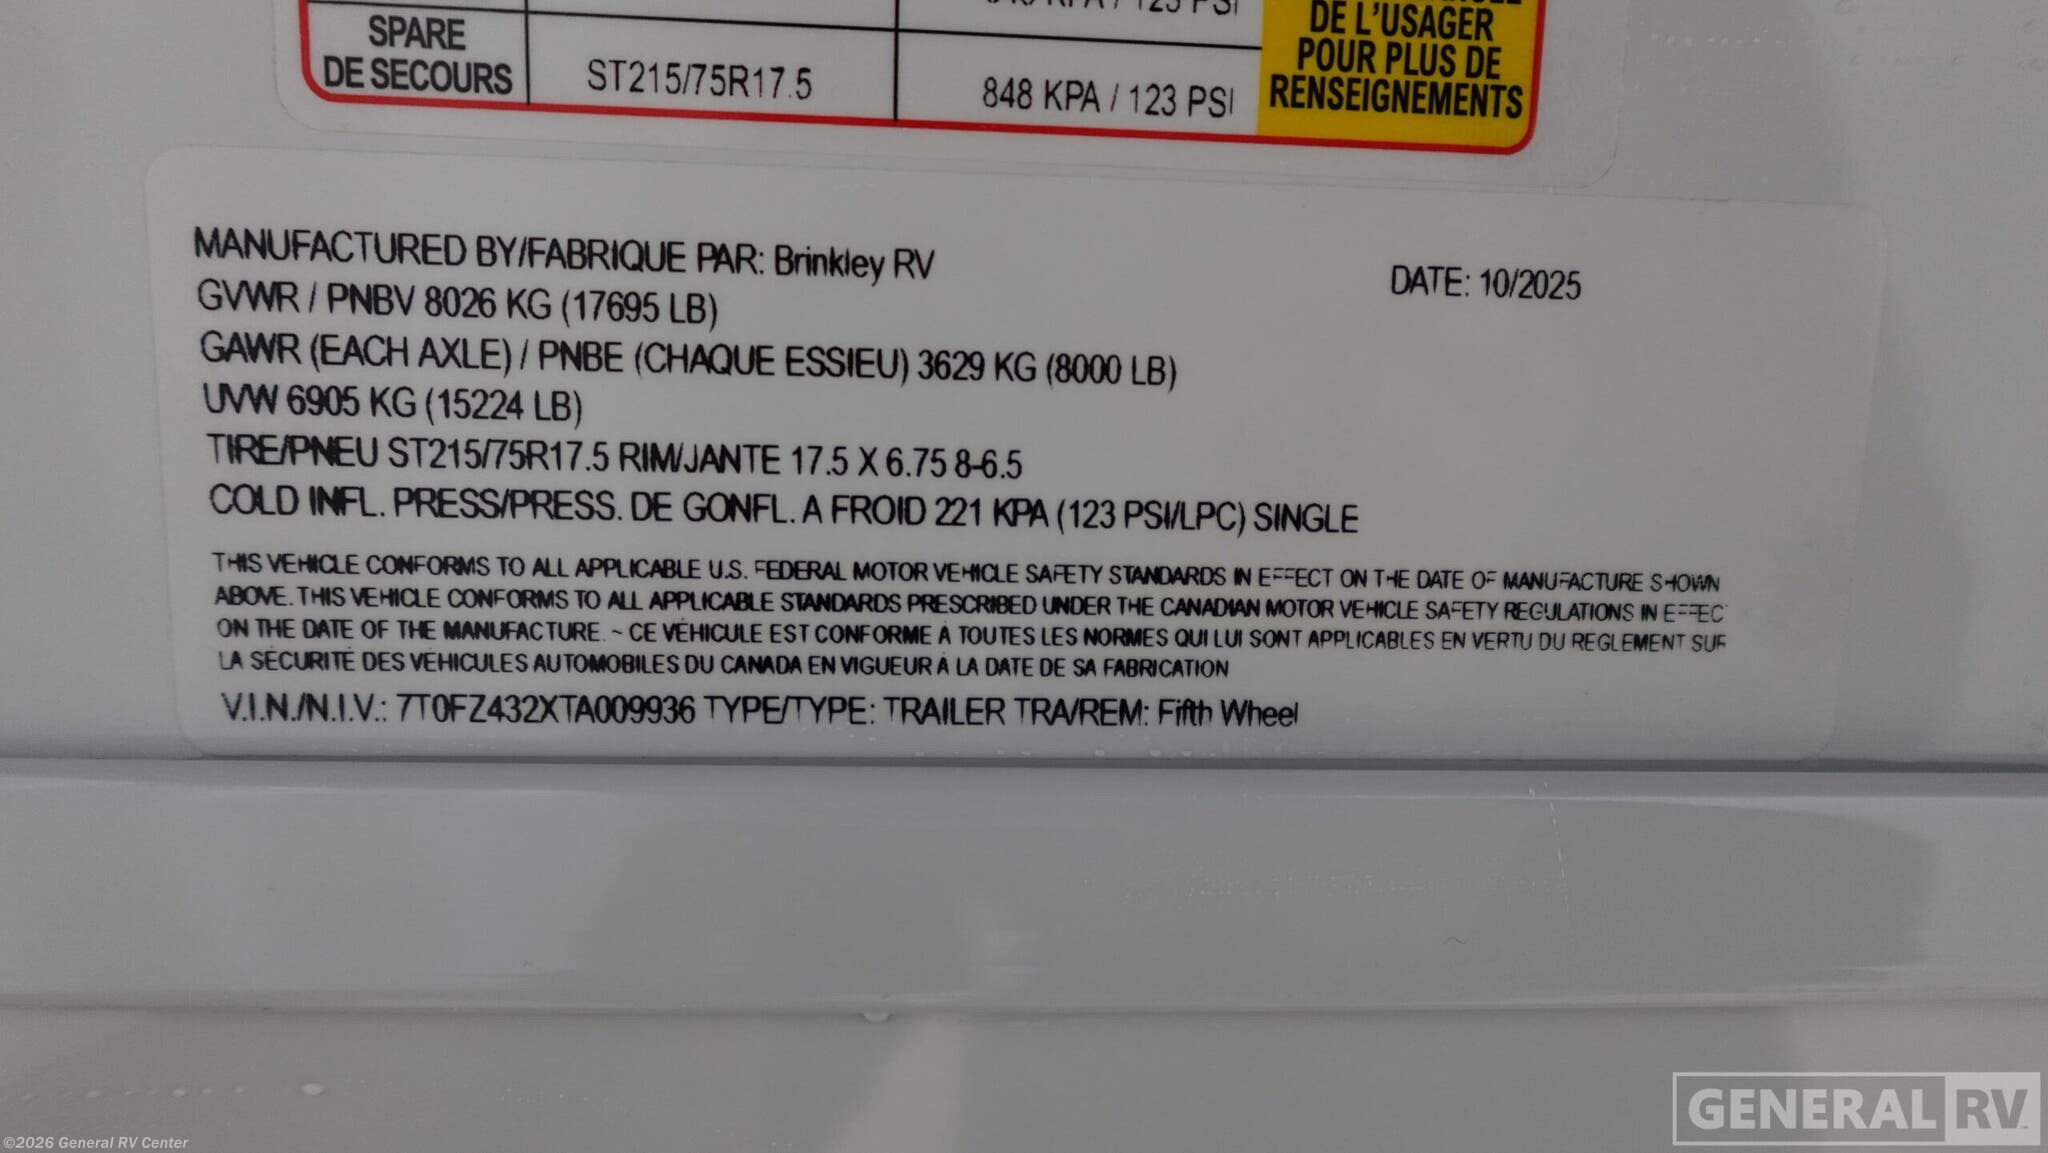 DE L'USAGER
POUR PLUS DE
RENSEIGNEMENTS
SPARE
DE SECOURS
ST215/75R17.5
848 KPA / 123 PSI
MANUFACTURED BY/FABRIQUE PAR: Brinkley RV
DATE: 10/2025
GVWR / PNBV 8026 KG (17695 LB)
GAWR (EACH AXLE) / PNBE (CHAQUE ESSIEU) 3629 KG (8000 LB)
UVW 6905 KG (15224 LB)
TIRE/PNEU ST215/75R17.5 RIM/JANTE 17.5 X 6.75 8-6.5
COLD INFL. PRESS/PRESS. DE GONFL. A FROID 221 KPA (123 PSI/LPC) SINGLE
THIS VEHICLE CONFORMS TO ALL APPLICABLE U.S. FEDERAL MOTOR VEHICLE SAFETY STANDARDS IN EFFECT ON THE DATE OF MANUFACTURE SHOWN
ABOVE. THIS VEHICLE CONFORMS TO ALL APPLICABLE STANDARDS PRESCRIBED UNDER THE CANADIAN MOTOR VEHICLE SAFETY REGULATIONS IN EFFECT
ON THE DATE OF THE MANUFACTURE. ~ CE VÉHICULE EST CONFORME À TOUTES LES NORMES QUI LUI SONT APPLICABLES EN VERTU DU REGLEMENT SUR
LA SÉCURITÉ DES VÉHICULES AUTOMOBILES DU CANADA EN VIGUEUR À LA DATE DE SA FABRICATION
V.I.N./N.I.V.: 7T0FZ432XTA009936 TYPE/TYPE: TRAILER TRA/REM: Fifth Wheel
GENERAL RV
©2026 General RV Center